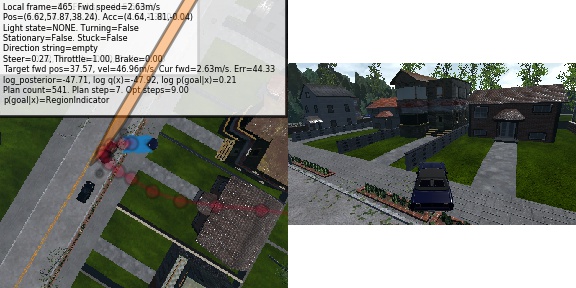 Local frame=465. Fwd speed=2.63m/s
Pos=(6.62,57.87,38.24). Acc=(4.64,-1.81,-0.04)
Light state=NONE. Turning=False
Stationary=False. Stuck=False
Direction string=empty
Steer=0.27, Throttle=1.00, Brake=0.00
Target fwd pos=37.57, vel=46.96m/s. Cur fwd=2.63m/s. Err=44.33
log_posterior=-47.71, log q(x)=-47.92, log p(goal|x)=0.21
Plan count=541. Plan step=7. Opt steps=9.00
p(goal|x)=RegionIndicator